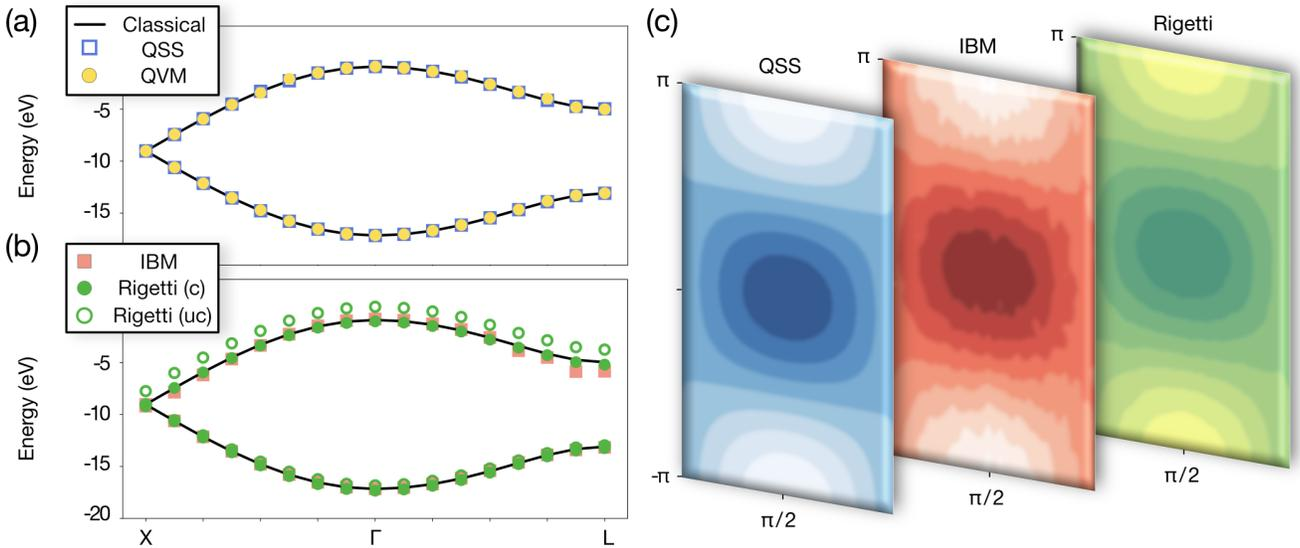 (a)
Classical
QSS
QVM
Energy (eV)
-5
-10
-15
(b)
IBM
Rigetti (c)
Rigetti (uc)
Energy (eV)
-5
-10
-15
-20
X
Γ
L
(c)
QSS
π
-π
π/2
IBM
π
π/2
Rigetti
π
π/2